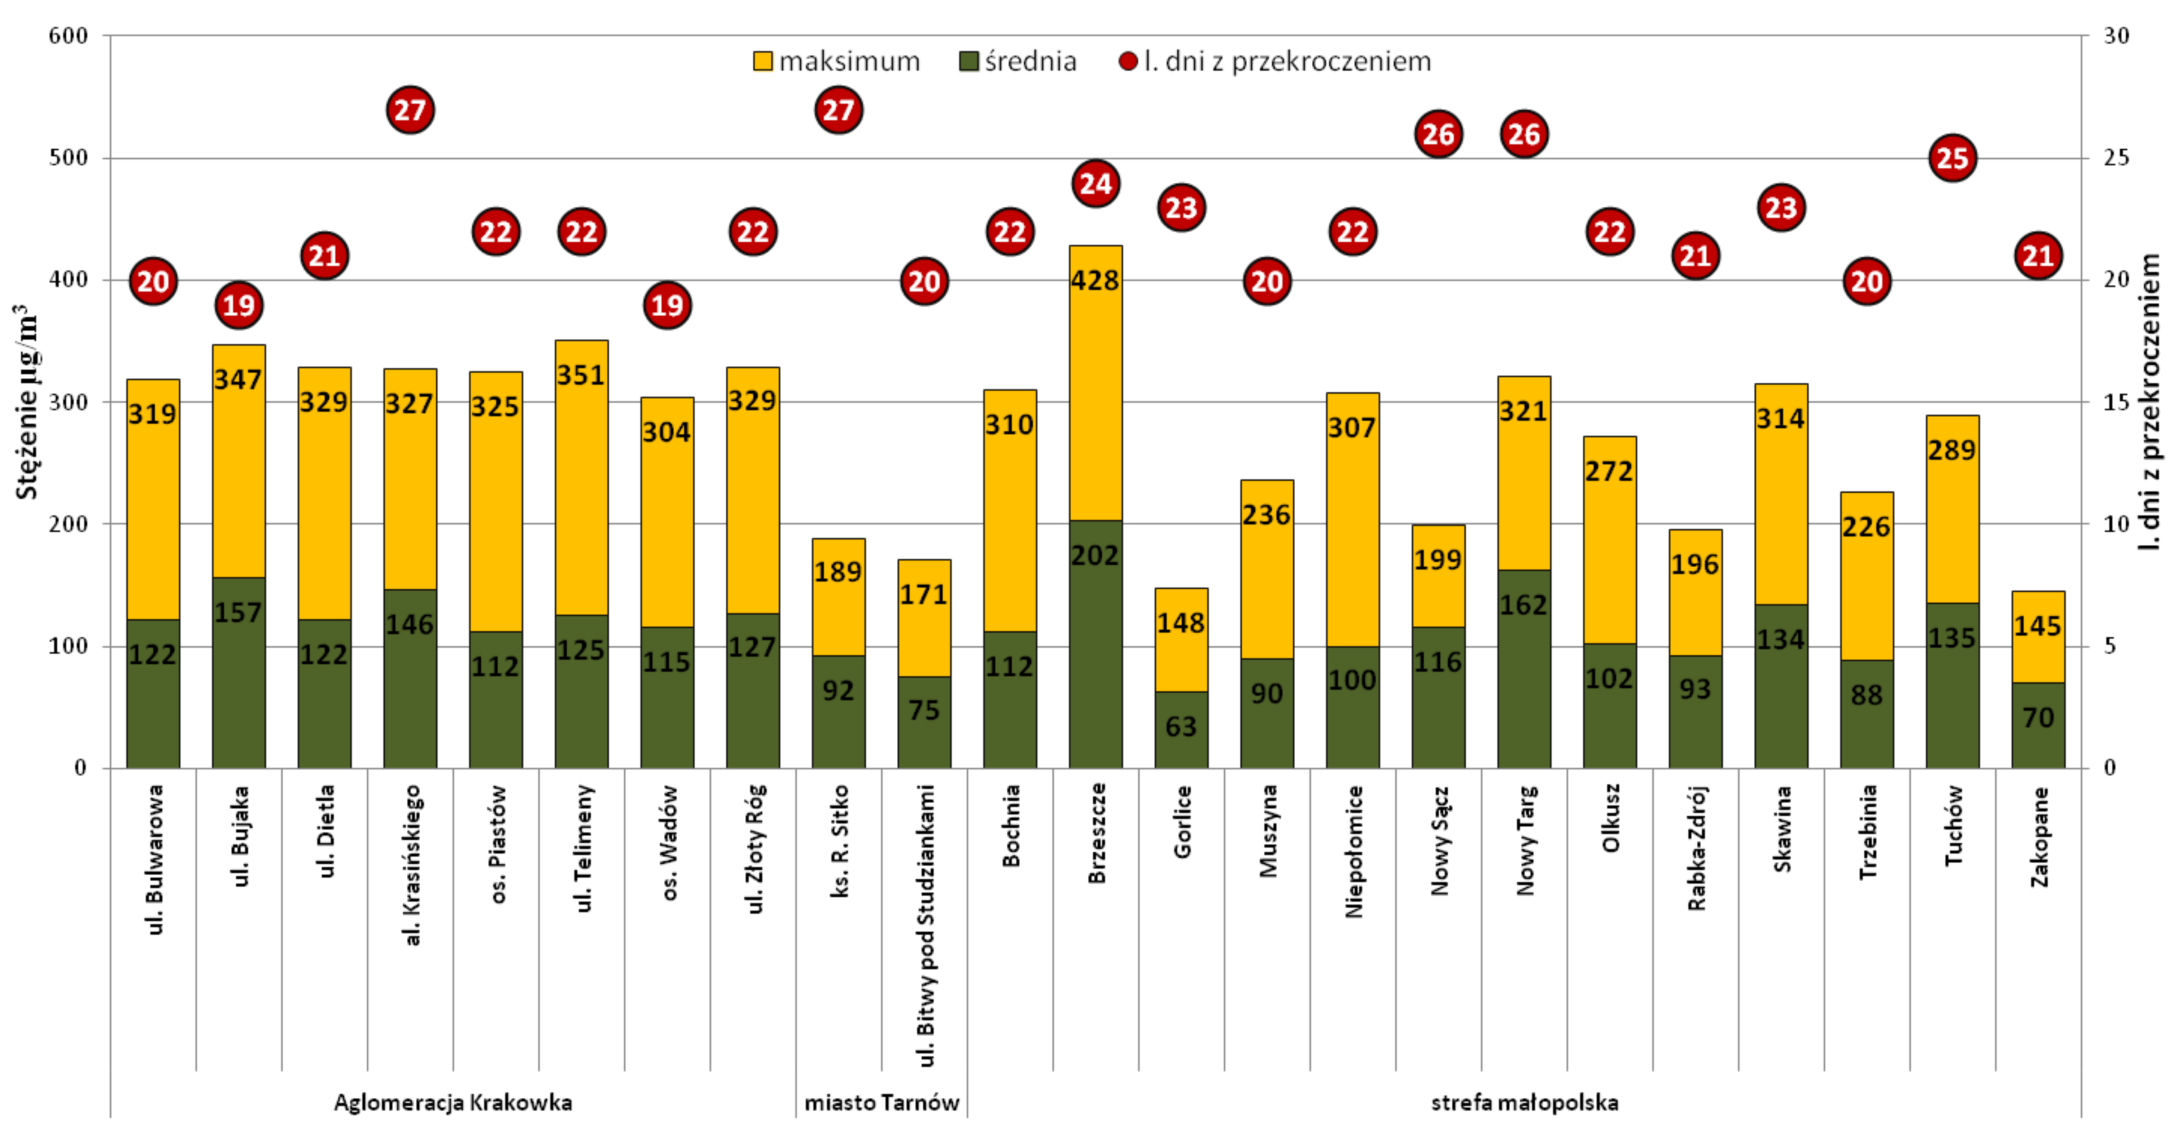 maksimum średnia l. dni z przekroczeniem
Stężenie µg/m³
600
500
400
300
200
100
0
30
25
20
15
10
5
0
l. dni z przekroczeniem
20 19 21 27 22 22 19 22 27 20 22 24 23 20 22 26 26 22 21 23 20 25 21
319 347 329 327 325 351 304 329 189 171 310 428 148 236 307 199 321 272 196 314 226 289 145
122 157 122 146 112 125 115 127 92 75 112 202 63 90 100 116 162 102 93 134 88 135 70
ul. Bulwarowa
ul. Bujaka
ul. Dietla
al. Krasińskiego
os. Piastów
ul. Telimeny
os. Wadów
ul. Złoty Róg
ks. R. Sitko
ul. Bitwy pod Studziankami
Bochnia
Brzeszcze
Gorlice
Muszyna
Niepołomice
Nowy Sącz
Nowy Targ
Olkusz
Rabka-Zdrój
Skawina
Trzebinia
Tuchów
Zakopane
Aglomeracja Krakowka
miasto Tarnów
strefa małopolska